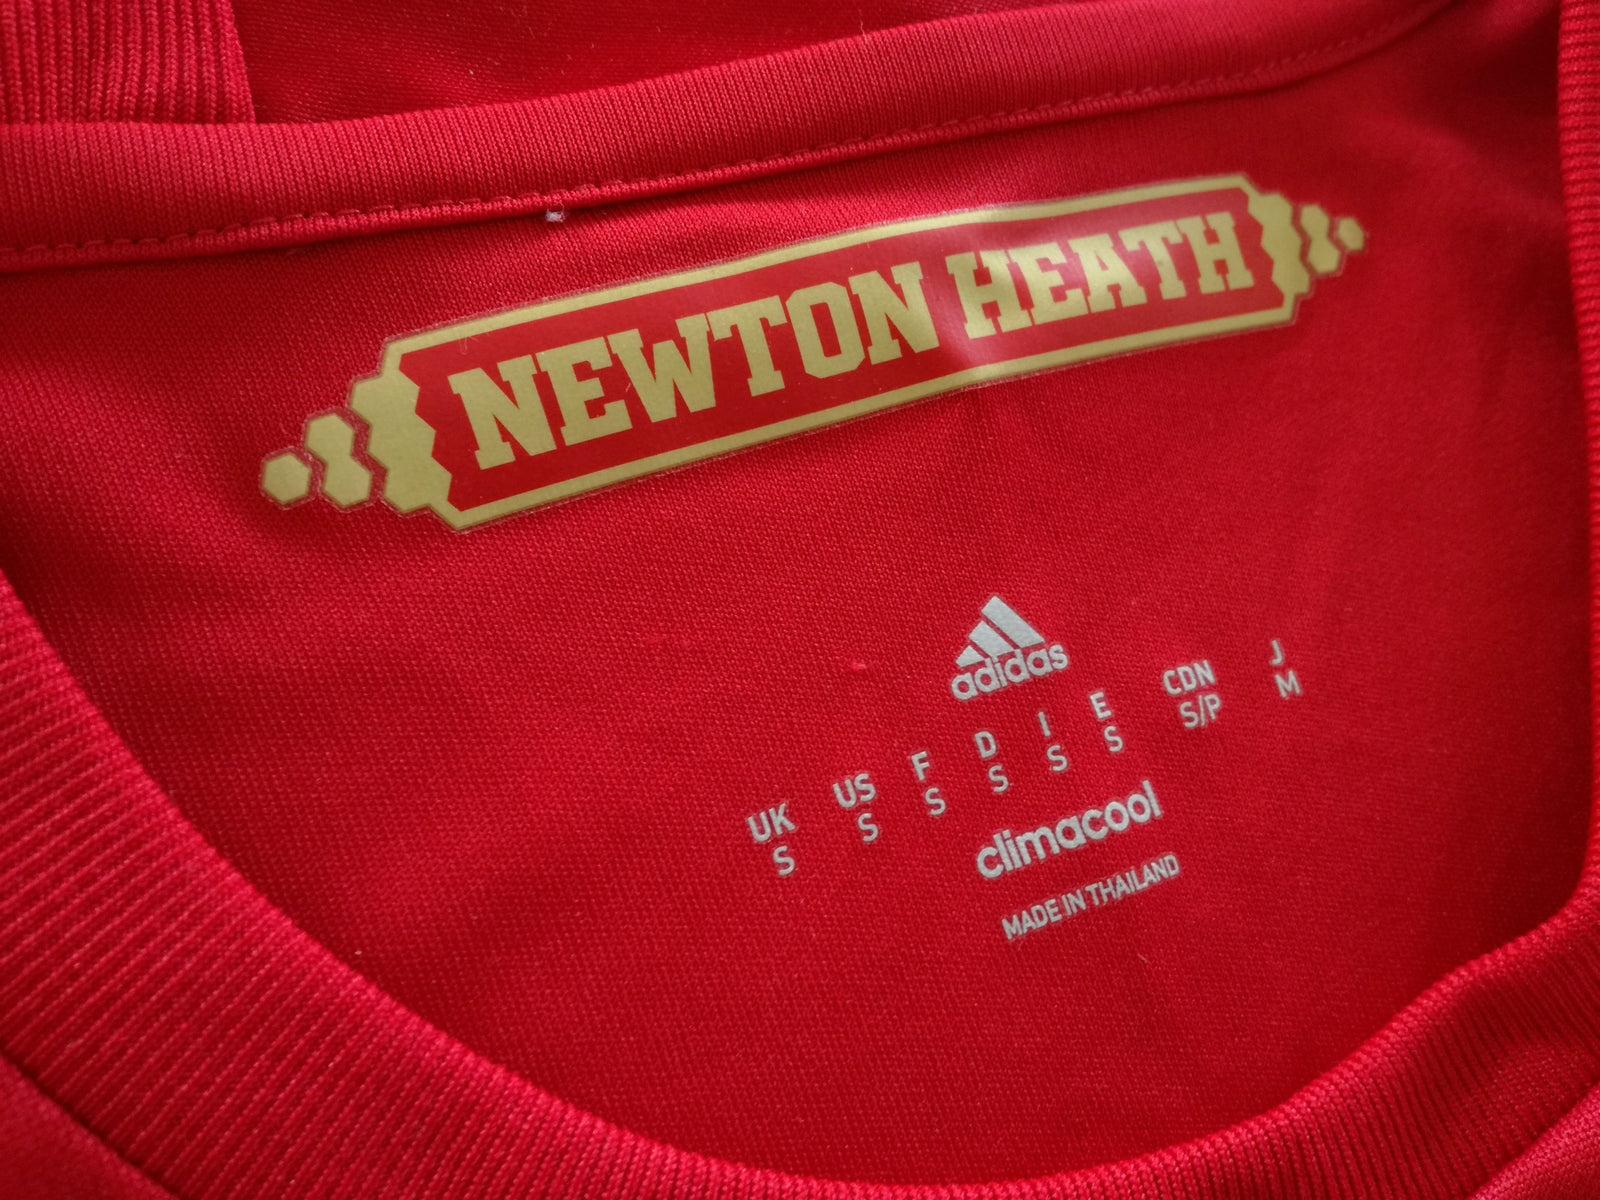 NEWTON HEATH
adidas
UK US F D I E CDN J
S S S S S S S/P M
climacool
MADE IN THAILAND